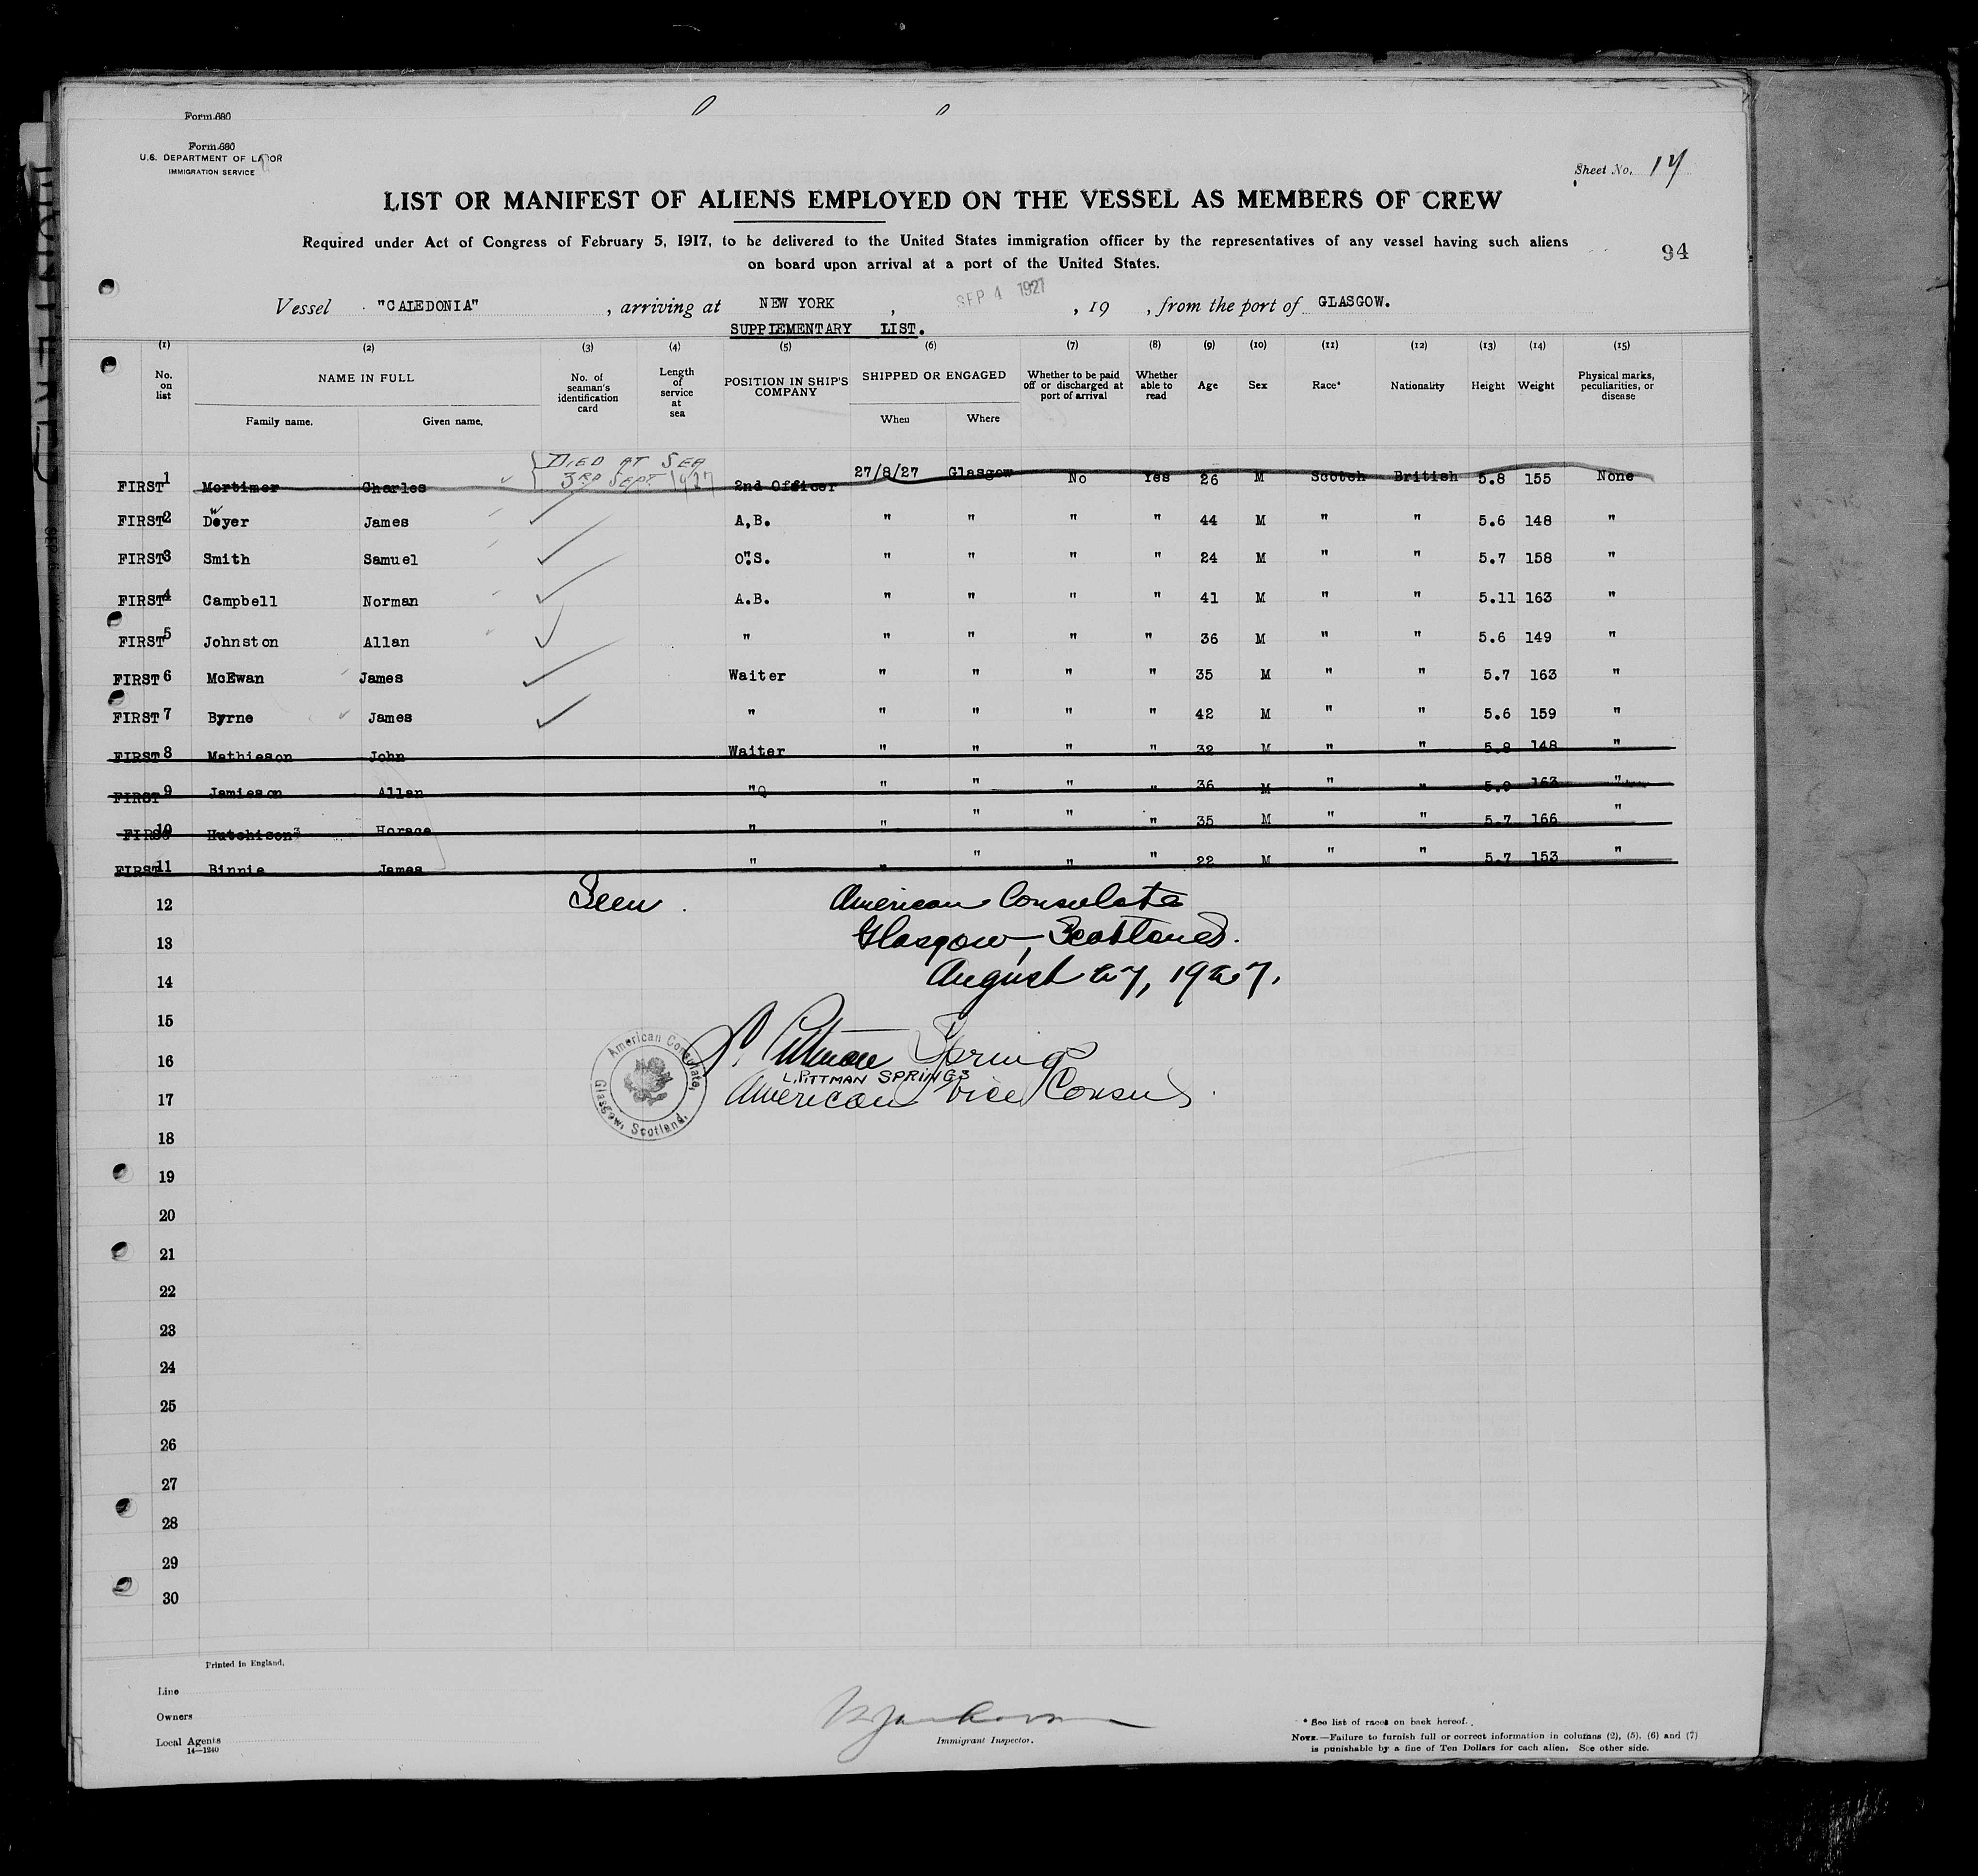 Form 680
Form 680
U.S. DEPARTMENT OF LABOR
IMMIGRATION SERVICE
Sheet No. 14
LIST OR MANIFEST OF ALIENS EMPLOYED ON THE VESSEL AS MEMBERS OF CREW
Required under Act of Congress of February 5, 1917, to be delivered to the United States immigration officer by the representatives of any vessel having such aliens
on board upon arrival at a port of the United States.
94
Vessel "CALEDONIA", arriving at NEW YORK, SEP 4 1927, 19 , from the port of GLASGOW.
SUPPLEMENTARY LIST.
(1) (2) (3) (4) (5) (6) (7) (8) (9) (10) (11) (12) (13) (14) (15)
No. on list NAME IN FULL Family name. Given name. No. of seaman's identification card Length of service at sea POSITION IN SHIP'S COMPANY SHIPPED OR ENGAGED When Where Whether to be paid off or discharged at port of arrival Whether able to read Age Sex Race* Nationality Height Weight Physical marks, peculiarities, or disease
DIED AT SEA
3RD SEPT 1927
FIRST 1 Mortimer Charles 2nd Officer 27/8/27 Glasgow No Yes 26 M Scotch British 5.8 155 None
FIRST 2 Dwyer James A.B. " " " " 44 M " " 5.6 148 "
FIRST 3 Smith Samuel O.S. " " " " 24 M " " 5.7 158 "
FIRST 4 Campbell Norman A.B. " " " " 41 M " " 5.11 163 "
FIRST 5 Johnston Allan " " " " " 36 M " " 5.6 149 "
FIRST 6 McEwan James Waiter " " " " 35 M " " 5.7 163 "
FIRST 7 Byrne James " " " " " 42 M " " 5.6 159 "
FIRST 8 Mathieson John Waiter " " " " 32 M " " 5.8 148 "
FIRST 9 Jamieson Allan " " " " " 36 M " " 5.9 163 "
FIRST 10 Hutchison Horace " " " " " 35 M " " 5.7 166 "
FIRST 11 Binnie James " " " " " 22 M " " 5.7 153 "
12 Seen. American Consulate
13 Glasgow, Scotland.
14 August 27, 1927.
15
16 L. Pittman Springs
L. PITTMAN SPRINGS
17 American Vice Consul
American Consulate, Glasgow, Scotland.
18
19
20
21
22
23
24
25
26
27
28
29
30
Printed in England.
Line
Owners
Local Agents
14—1240
Immigrant Inspector.
* See list of races on back hereof.
NOTE.—Failure to furnish full or correct information in columns (2), (5), (6) and (7)
is punishable by a fine of Ten Dollars for each alien. See other side.